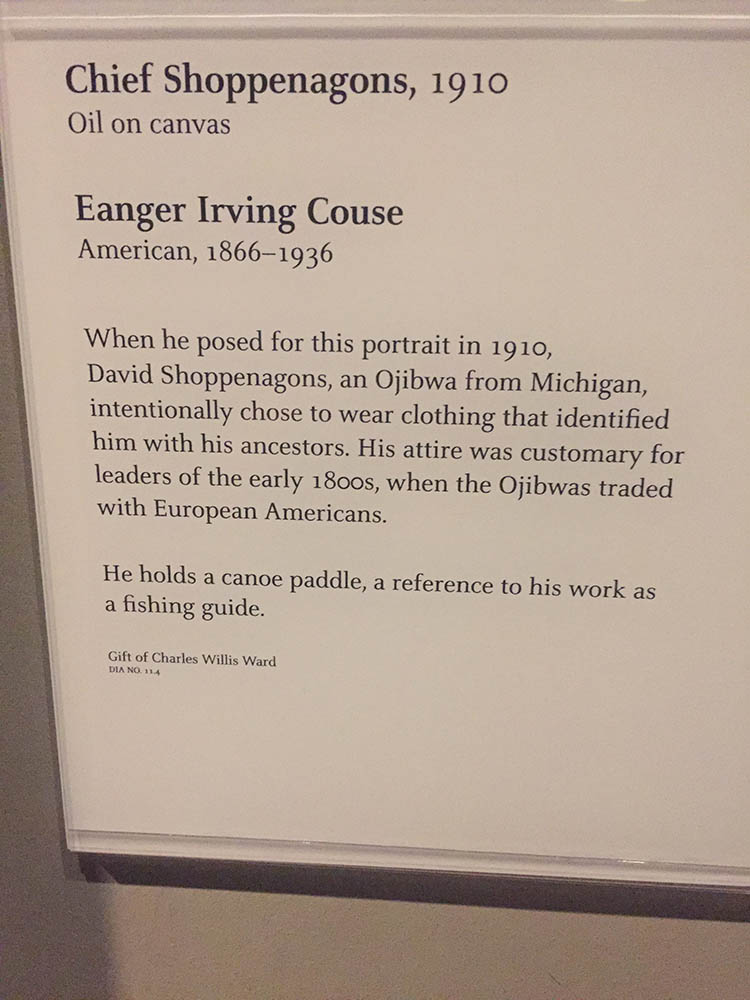 Chief Shoppenagons, 1910
Oil on canvas
Eanger Irving Couse
American, 1866–1936
When he posed for this portrait in 1910,
David Shoppenagons, an Ojibwa from Michigan,
intentionally chose to wear clothing that identified
him with his ancestors. His attire was customary for
leaders of the early 1800s, when the Ojibwas traded
with European Americans.
He holds a canoe paddle, a reference to his work as
a fishing guide.
Gift of Charles Willis Ward
DIA NO. 11.4